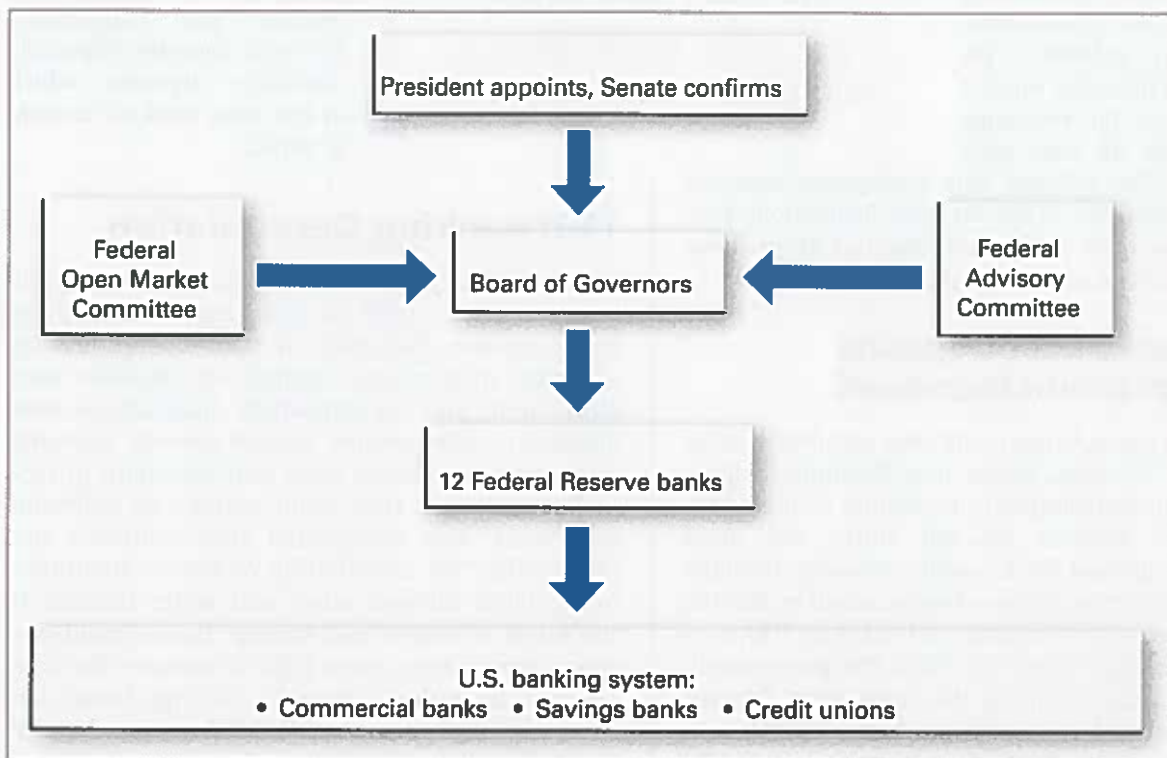 President appoints, Senate confirms
Federal
Open Market
Committee
Board of Governors
Federal
Advisory
Committee
12 Federal Reserve banks
U.S. banking system:
• Commercial banks • Savings banks • Credit unions